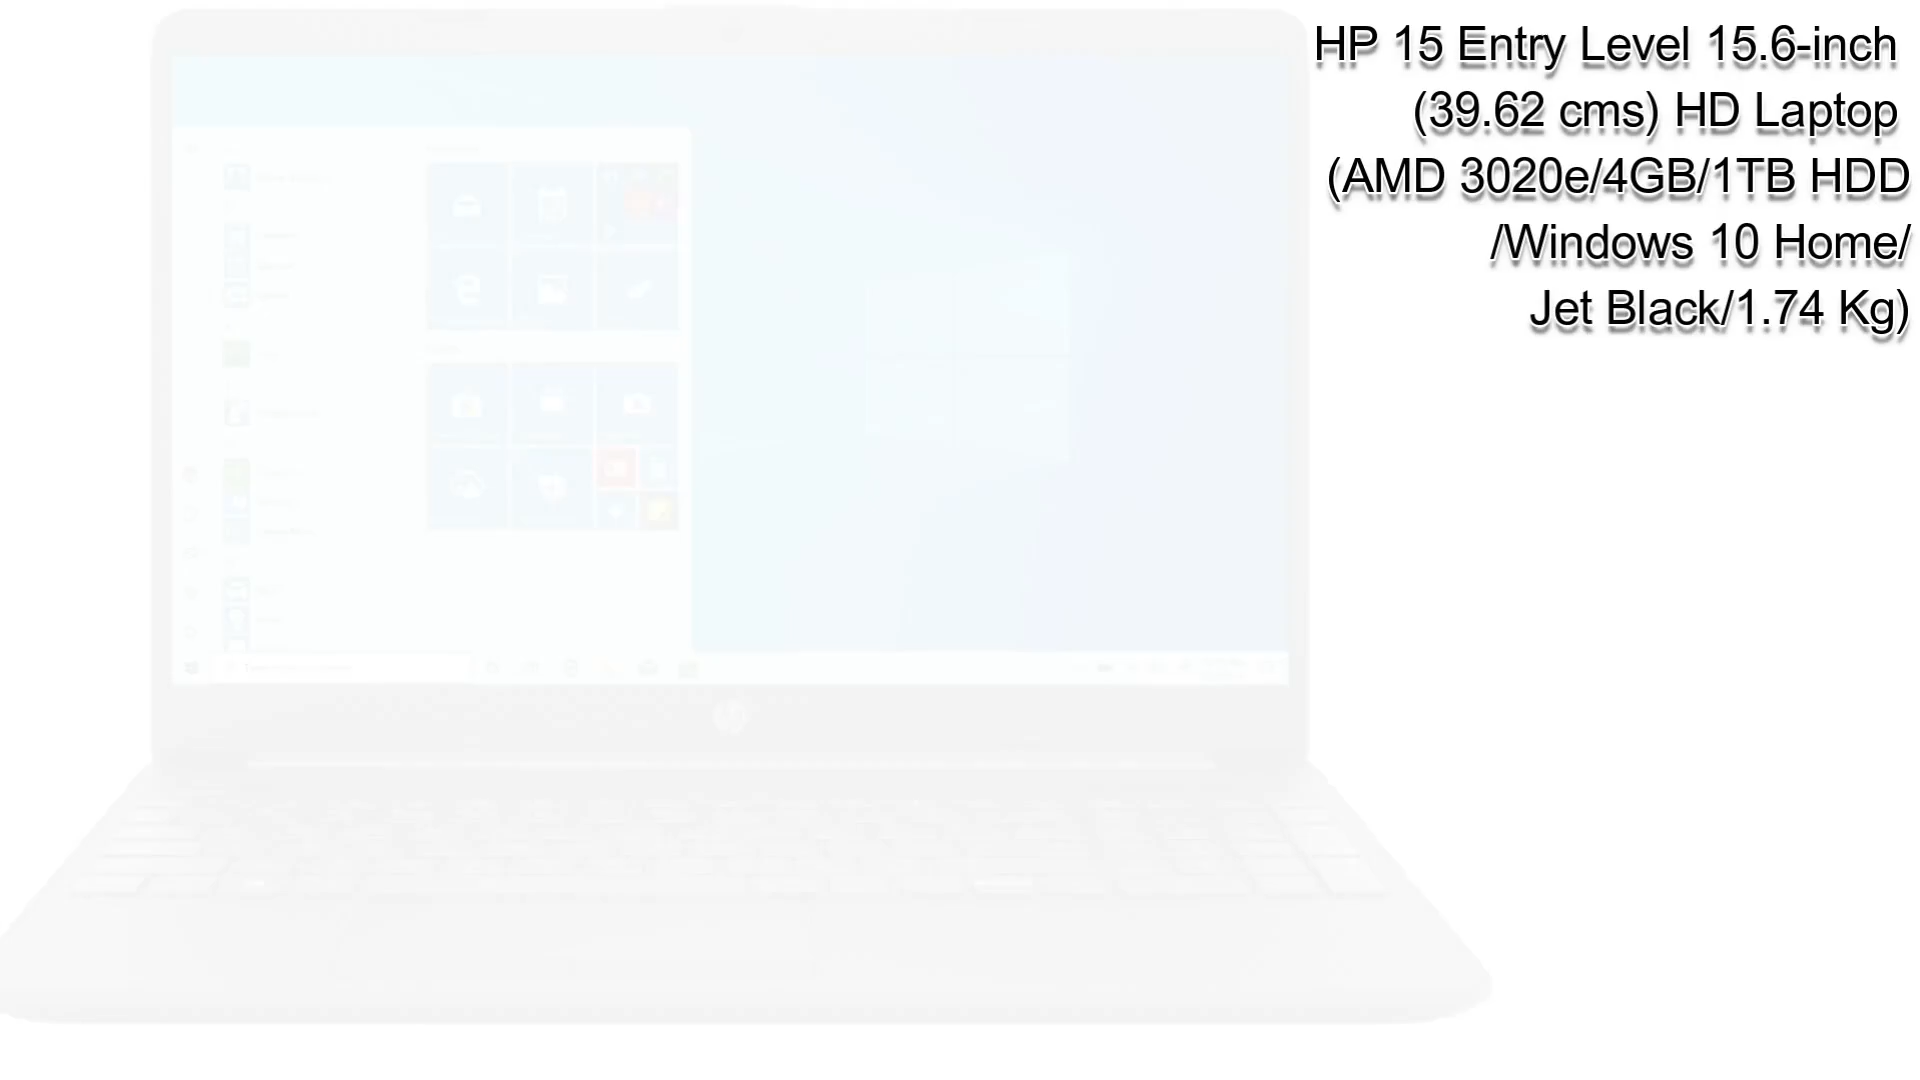 HP 15 Entry Level 15.6-inch
(39.62 cms) HD Laptop
(AMD 3020e/4GB/1TB HDD
/Windows 10 Home/
Jet Black/1.74 Kg)